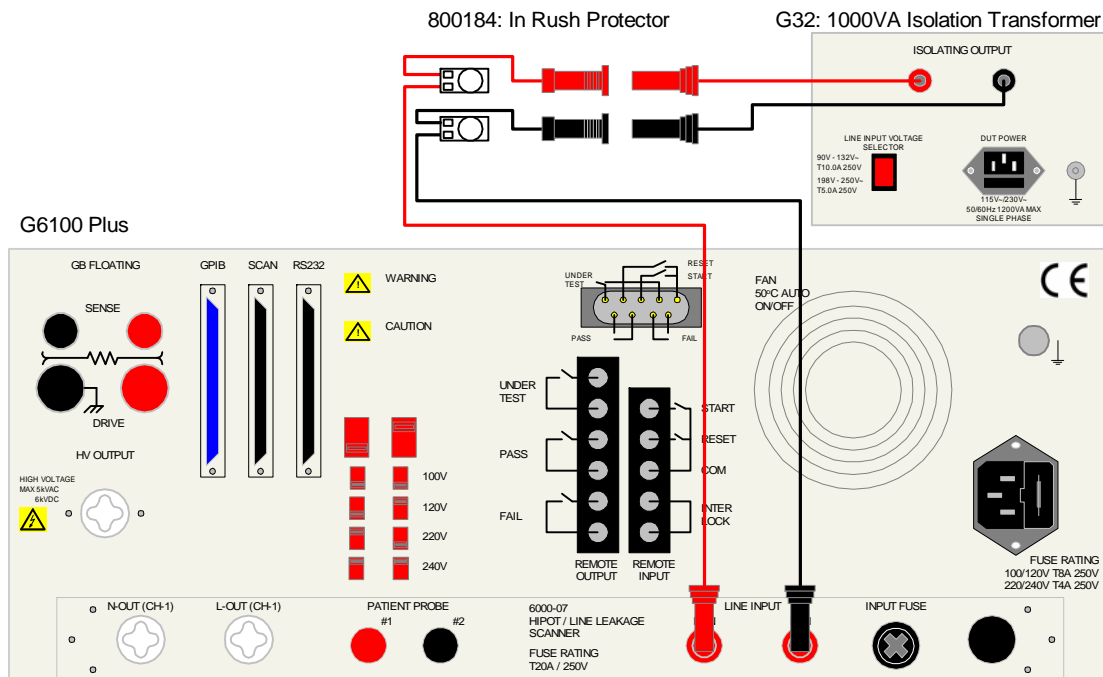 800184: In Rush Protector
G32: 1000VA Isolation Transformer
ISOLATING OUTPUT
LINE INPUT VOLTAGE
SELECTOR
90V - 132V~
T10.0A 250V
198V - 250V~
T5.0A 250V
DUT POWER
115V~/230V~
50/60Hz 1200VA MAX
SINGLE PHASE
G6100 Plus
GB FLOATING
SENSE
DRIVE
GPIB
SCAN
RS232
WARNING
CAUTION
HV OUTPUT
HIGH VOLTAGE
MAX 5kVAC
6kVDC
100V
120V
220V
240V
RESET
START
UNDER
TEST
PASS
FAIL
FAN
50°C AUTO
ON/OFF
CE
UNDER
TEST
PASS
FAIL
START
RESET
COM
INTER
LOCK
REMOTE
OUTPUT
REMOTE
INPUT
FUSE RATING
100/120V T8A 250V
220/240V T4A 250V
N-OUT (CH-1)
L-OUT (CH-1)
PATIENT PROBE
#1
#2
6000-07
HIPOT / LINE LEAKAGE
SCANNER
FUSE RATING
T20A / 250V
LINE INPUT
INPUT FUSE